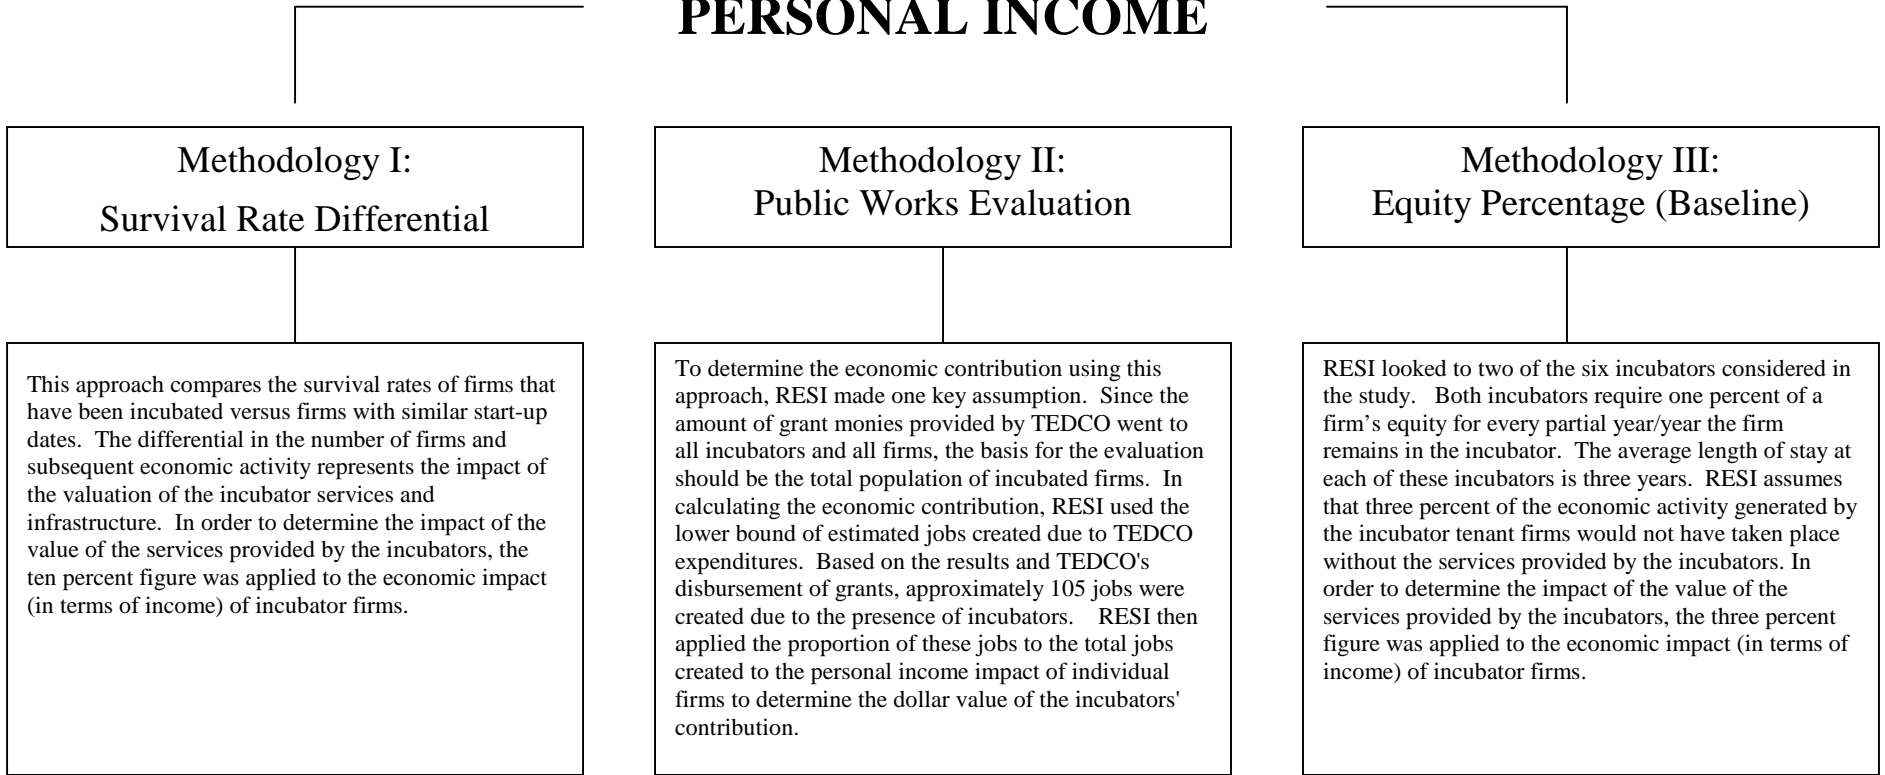 PERSONAL INCOME
Methodology I:
Survival Rate Differential
Methodology II:
Public Works Evaluation
Methodology III:
Equity Percentage (Baseline)
This approach compares the survival rates of firms that
have been incubated versus firms with similar start-up
dates.  The differential in the number of firms and
subsequent economic activity represents the impact of
the valuation of the incubator services and
infrastructure.  In order to determine the impact of the
value of the services provided by the incubators, the
ten percent figure was applied to the economic impact
(in terms of income) of incubator firms.
To determine the economic contribution using this
approach, RESI made one key assumption.  Since the
amount of grant monies provided by TEDCO went to
all incubators and all firms, the basis for the evaluation
should be the total population of incubated firms.  In
calculating the economic contribution, RESI used the
lower bound of estimated jobs created due to TEDCO
expenditures.  Based on the results and TEDCO's
disbursement of grants, approximately 105 jobs were
created due to the presence of incubators.    RESI then
applied the proportion of these jobs to the total jobs
created to the personal income impact of individual
firms to determine the dollar value of the incubators'
contribution.
RESI looked to two of the six incubators considered in
the study.   Both incubators require one percent of a
firm’s equity for every partial year/year the firm
remains in the incubator.  The average length of stay at
each of these incubators is three years.  RESI assumes
that three percent of the economic activity generated by
the incubator tenant firms would not have taken place
without the services provided by the incubators. In
order to determine the impact of the value of the
services provided by the incubators, the three percent
figure was applied to the economic impact (in terms of
income) of incubator firms.